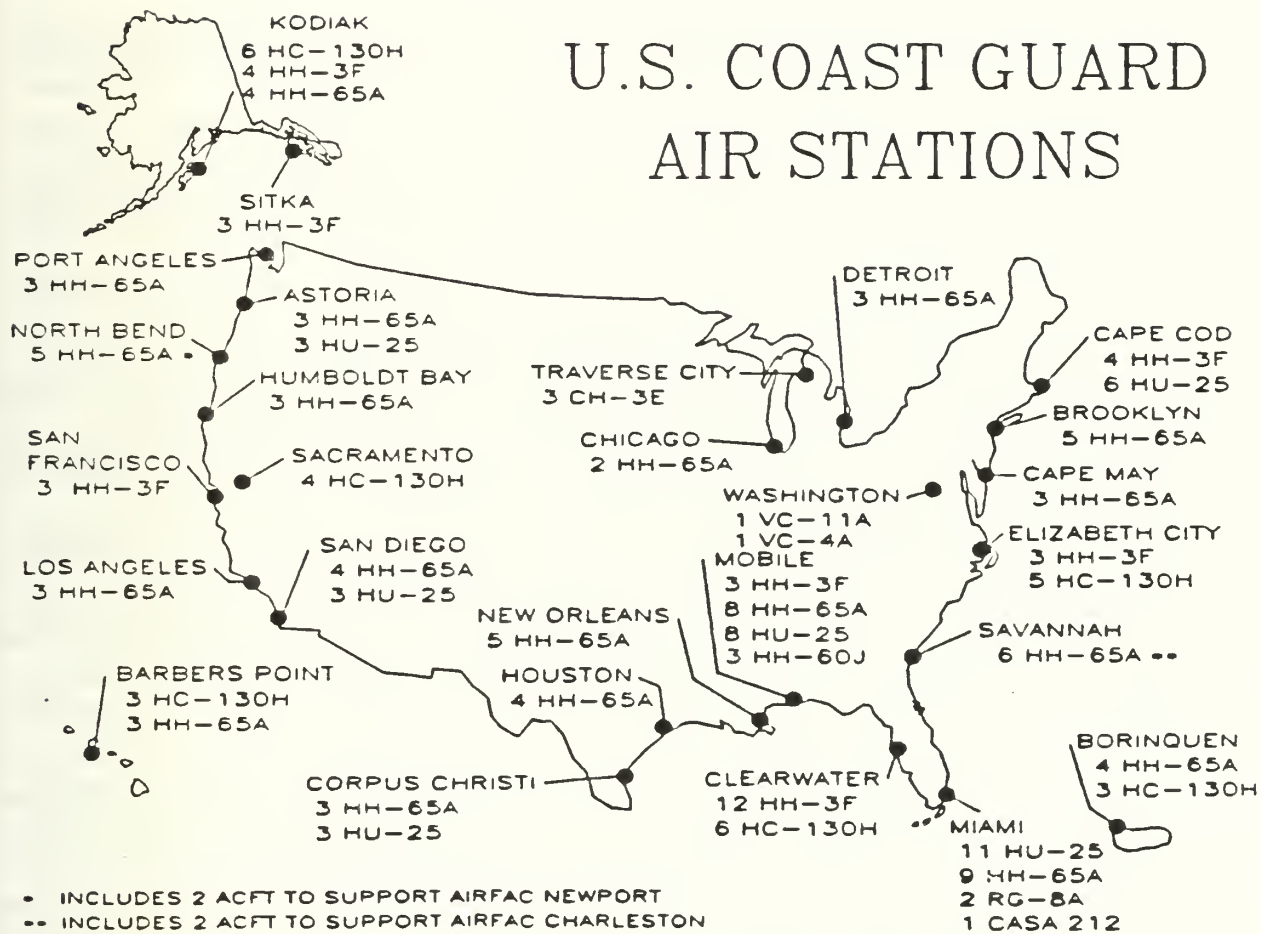 U.S. COAST GUARD
AIR STATIONS
KODIAK
6 HC-130H
4 HH-3F
4 HH-65A
SITKA
3 HH-3F
PORT ANGELES
3 HH-65A
ASTORIA
3 HH-65A
3 HU-25
NORTH BEND
5 HH-65A •
HUMBOLDT BAY
3 HH-65A
SAN
FRANCISCO
3 HH-3F
SACRAMENTO
4 HC-130H
LOS ANGELES
3 HH-65A
SAN DIEGO
4 HH-65A
3 HU-25
BARBERS POINT
3 HC-130H
3 HH-65A
DETROIT
3 HH-65A
TRAVERSE CITY
3 CH-3E
CHICAGO
2 HH-65A
CAPE COD
4 HH-3F
6 HU-25
BROOKLYN
5 HH-65A
CAPE MAY
3 HH-65A
WASHINGTON
1 VC-11A
1 VC-4A
ELIZABETH CITY
3 HH-3F
5 HC-130H
MOBILE
3 HH-3F
8 HH-65A
8 HU-25
3 HH-60J
NEW ORLEANS
5 HH-65A
HOUSTON
4 HH-65A
SAVANNAH
6 HH-65A ••
CORPUS CHRISTI
3 HH-65A
3 HU-25
CLEARWATER
12 HH-3F
6 HC-130H
BORINQUEN
4 HH-65A
3 HC-130H
MIAMI
11 HU-25
9 HH-65A
2 RG-8A
1 CASA 212
• INCLUDES 2 ACFT TO SUPPORT AIRFAC NEWPORT
•• INCLUDES 2 ACFT TO SUPPORT AIRFAC CHARLESTON